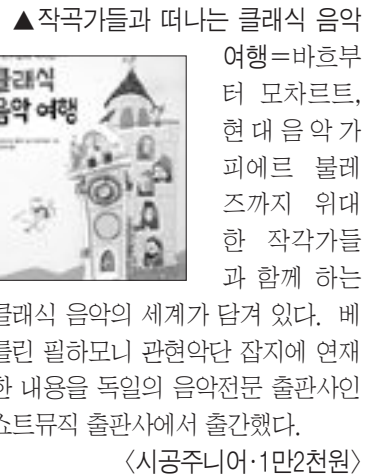 ▲작곡가들과 떠나는 클래식 음악
여행=바흐부
터 모차르트,
현대음악가
피에르 불레
즈까지 위대
한 작각가들
과 함께 하는
클래식 음악의 세계가 담겨 있다. 베
를린 필하모니 관현악단 잡지에 연재
한 내용을 독일의 음악전문 출판사인
쇼트뮤직 출판사에서 출간했다.
〈시공주니어·1만2천원〉
클래식
음악 여행